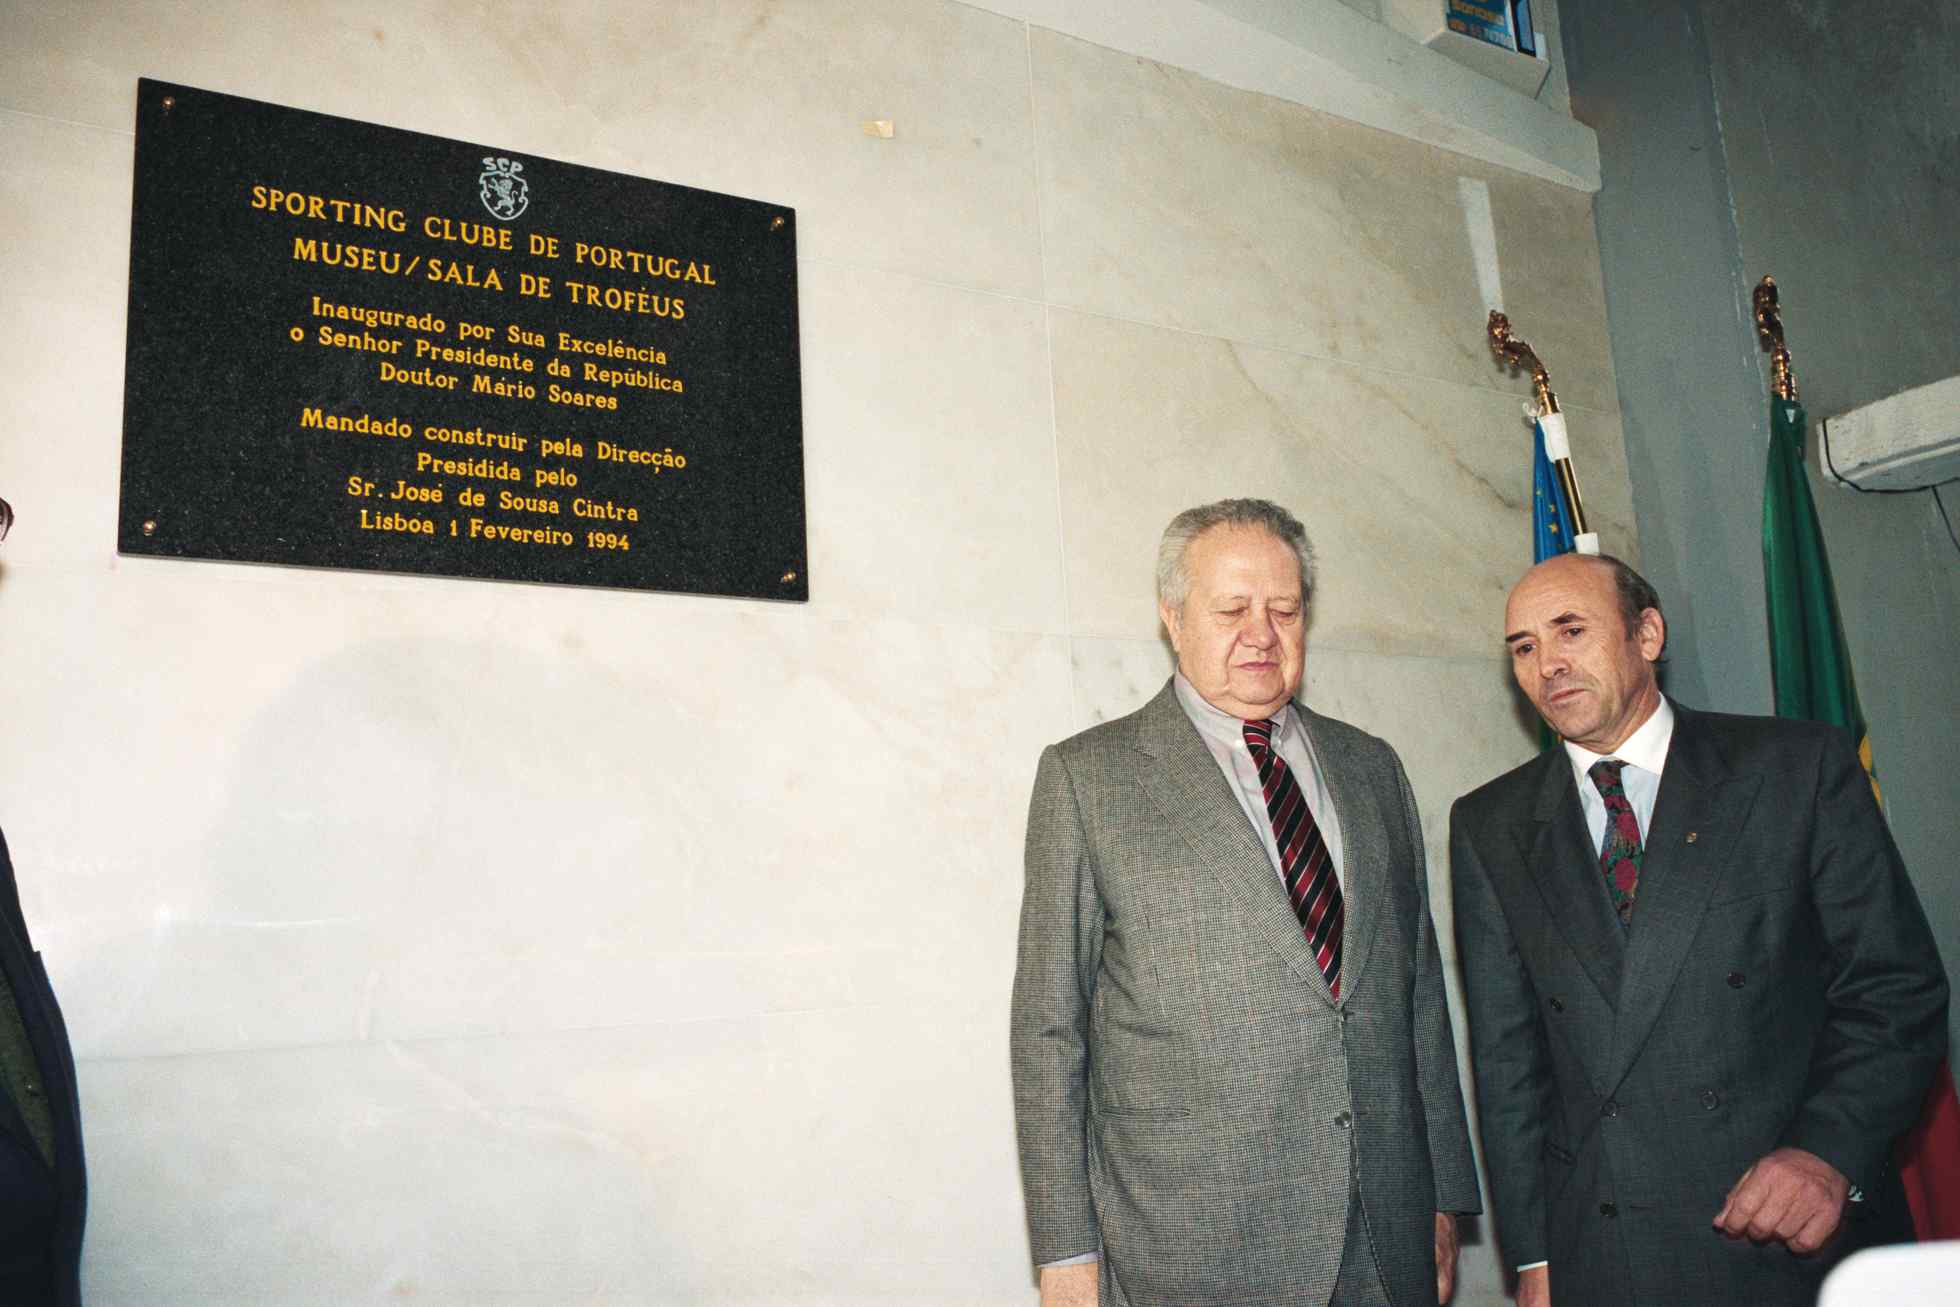 SCP
SPORTING CLUBE DE PORTUGAL
MUSEU/SALA DE TROFÉUS
Inaugurado por Sua Excelência
o Senhor Presidente da República
Doutor Mário Soares
Mandado construir pela Direcção
Presidida pelo
Sr. José de Sousa Cintra
Lisboa 1 Fevereiro 1994